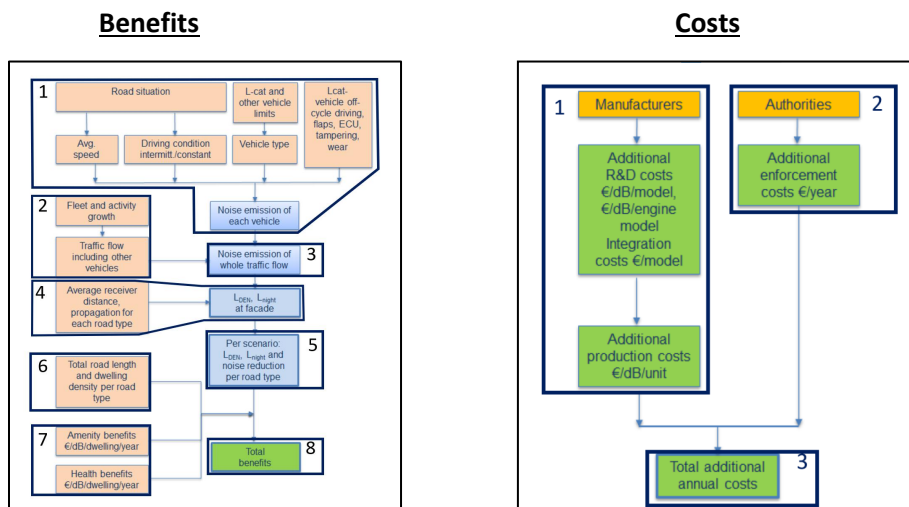 Benefits
1
Road situation
L-cat and
other vehicle
limits
Lcat-
vehicle off-
cycle driving,
flaps, ECU,
tampering,
wear
Avg.
speed
Driving condition
intermitt./constant
Vehicle type
Noise emission of
each vehicle
2
Fleet and activity
growth
Traffic flow
including other
vehicles
Noise emission of
whole traffic flow
3
4
Average receiver
distance,
propagation for
each road type
LDEN, Lnight
at facade
5
Per scenario:
LDEN, Lnight and
noise reduction
per road type
6
Total road length
and dwelling
density per road
type
7
Amenity benefits
€/dB/dwelling/year
Health benefits
€/dB/dwelling/year
Total
benefits
8
Costs
1
Manufacturers
Additional
R&D costs
€/dB/model,
€/dB/engine
model
Integration
costs €/model
Additional
production costs
€/dB/unit
Authorities
2
Additional
enforcement
costs €/year
Total additional
annual costs
3